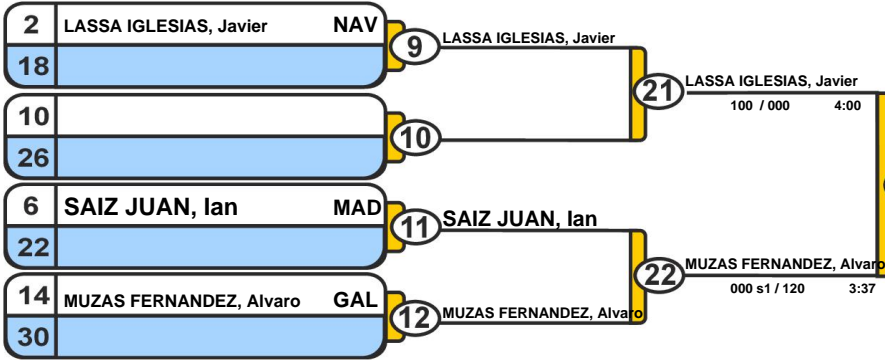 2 LASSA IGLESIAS, Javier NAV
18
9 LASSA IGLESIAS, Javier
10
26
10
21 LASSA IGLESIAS, Javier
100 / 000 4:00
6 SAIZ JUAN, Ian MAD
22
11 SAIZ JUAN, Ian
14 MUZAS FERNANDEZ, Alvaro GAL
30
12 MUZAS FERNANDEZ, Alvaro
22 MUZAS FERNANDEZ, Alvaro
000 s1 / 120 3:37